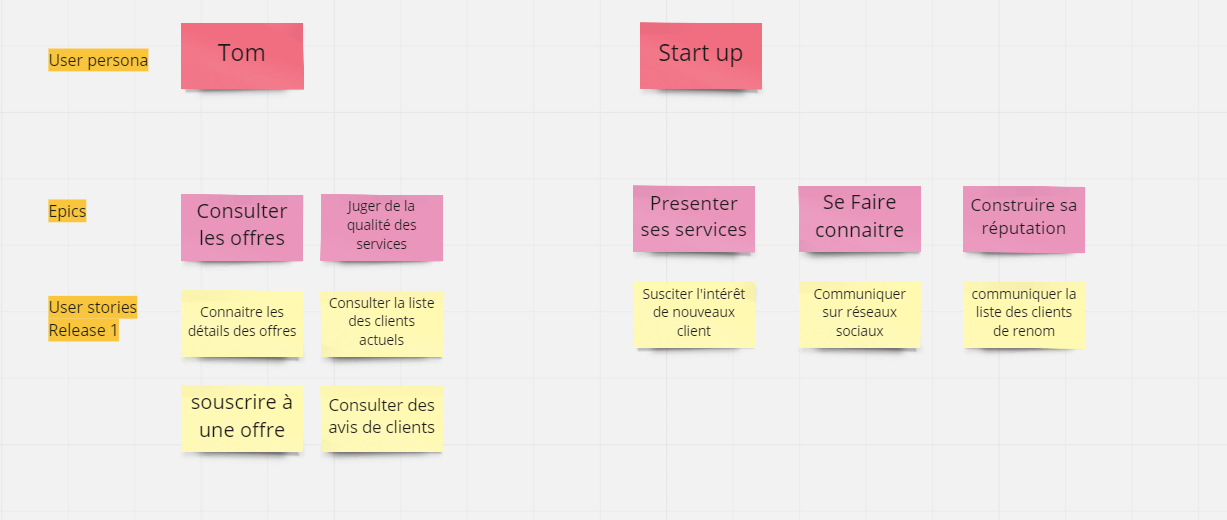 User persona
Tom
Start up
Epics
Consulter
les offres
Juger de la
qualité des
services
Presenter
ses services
Se Faire
connaitre
Construire sa
réputation
User stories
Release 1
Connaitre les
détails des offres
Consulter la liste
des clients
actuels
Susciter l'intérêt
de nouveaux
client
Communiquer
sur réseaux
sociaux
communiquer la
liste des clients
de renom
souscrire à
une offre
Consulter des
avis de clients